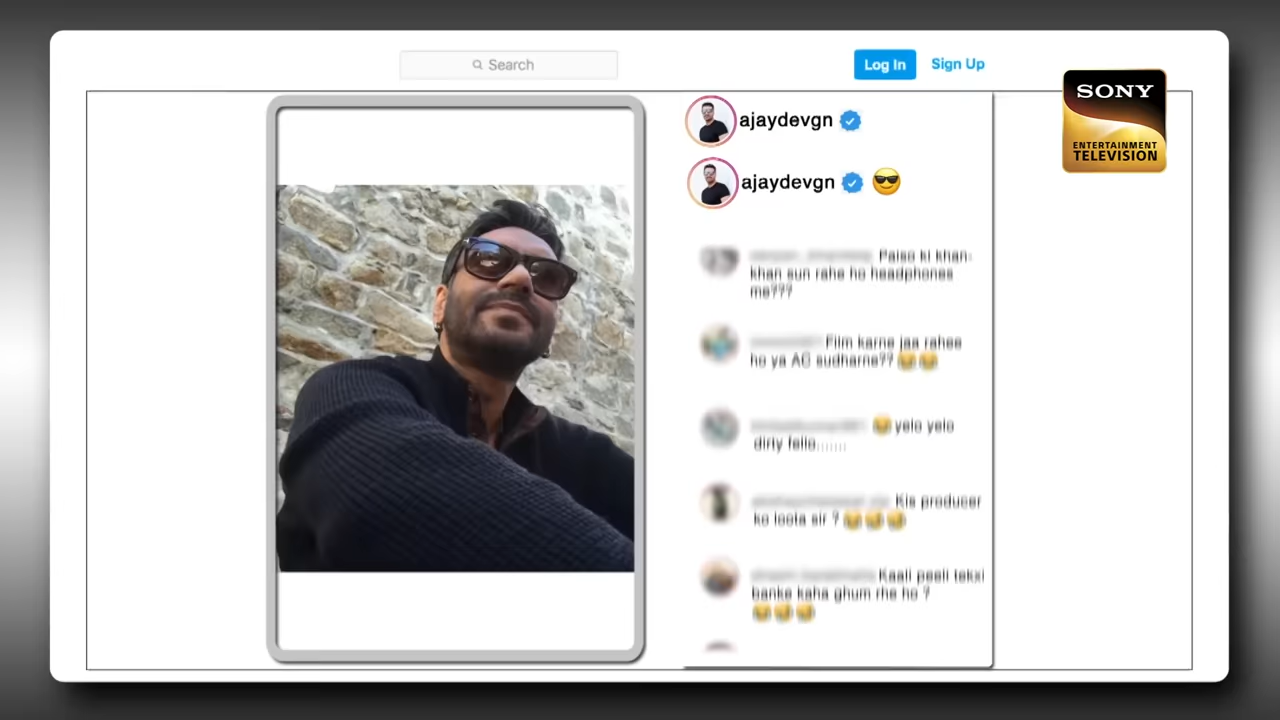 Search
Log In
Sign Up
SONY
ENTERTAINMENT
TELEVISION
ajaydevgn
ajaydevgn 😎
Paiso ki khan-
khan sun rahe ho headphones
me???
Film karne jaa rahee
ho ya AC sudharne?? 😂 😂
😂 yelo yelo
dirty fello.......
Kis producer
ko loota sir ? 😂 😂 😂
Kaali peeli tekxi
banke kaha ghum rhe ho ?
😂 😂 😂